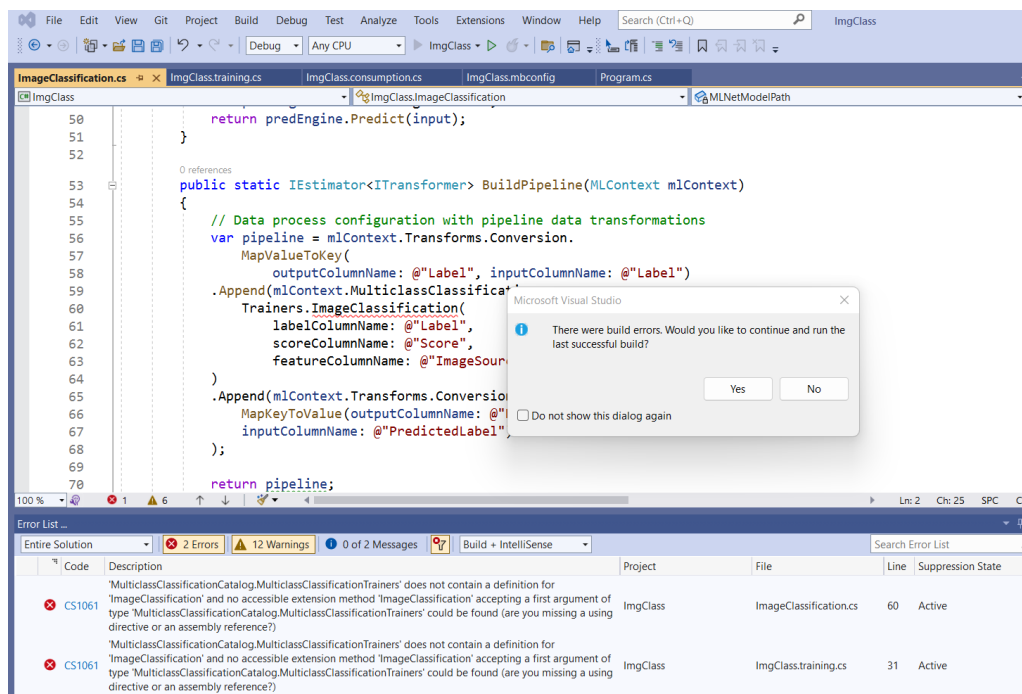 File Edit View Git Project Build Debug Test Analyze Tools Extensions Window Help Search (Ctrl+Q) ImgClass
Debug Any CPU ImgClass
ImageClassification.cs ImgClass.training.cs ImgClass.consumption.cs ImgClass.mbconfig Program.cs
C# ImgClass ImgClass.ImageClassification MLNetModelPath
50 return predEngine.Predict(input);
51 }
52
0 references
53 public static IEstimator<ITransformer> BuildPipeline(MLContext mlContext)
54 {
55 // Data process configuration with pipeline data transformations
56 var pipeline = mlContext.Transforms.Conversion.
57 MapValueToKey(
58 outputColumnName: @"Label", inputColumnName: @"Label")
59 .Append(mlContext.MulticlassClassificat
60 Trainers.ImageClassification(
61 labelColumnName: @"Label",
62 scoreColumnName: @"Score",
63 featureColumnName: @"ImageSour
64 )
65 .Append(mlContext.Transforms.Conversion
66 MapKeyToValue(outputColumnName: @"
67 inputColumnName: @"PredictedLabel")
68 );
69
70 return pipeline;
Microsoft Visual Studio
There were build errors. Would you like to continue and run the
last successful build?
Yes No
Do not show this dialog again
100 % 1 6 Ln: 2 Ch: 25 SPC
Error List ...
Entire Solution 2 Errors 12 Warnings 0 of 2 Messages Build + IntelliSense Search Error List
Code Description Project File Line Suppression State
'MulticlassClassificationCatalog.MulticlassClassificationTrainers' does not contain a definition for
CS1061 'ImageClassification' and no accessible extension method 'ImageClassification' accepting a first argument of ImgClass ImageClassification.cs 60 Active
type 'MulticlassClassificationCatalog.MulticlassClassificationTrainers' could be found (are you missing a using
directive or an assembly reference?)
'MulticlassClassificationCatalog.MulticlassClassificationTrainers' does not contain a definition for
CS1061 'ImageClassification' and no accessible extension method 'ImageClassification' accepting a first argument of ImgClass ImgClass.training.cs 31 Active
type 'MulticlassClassificationCatalog.MulticlassClassificationTrainers' could be found (are you missing a using
directive or an assembly reference?)